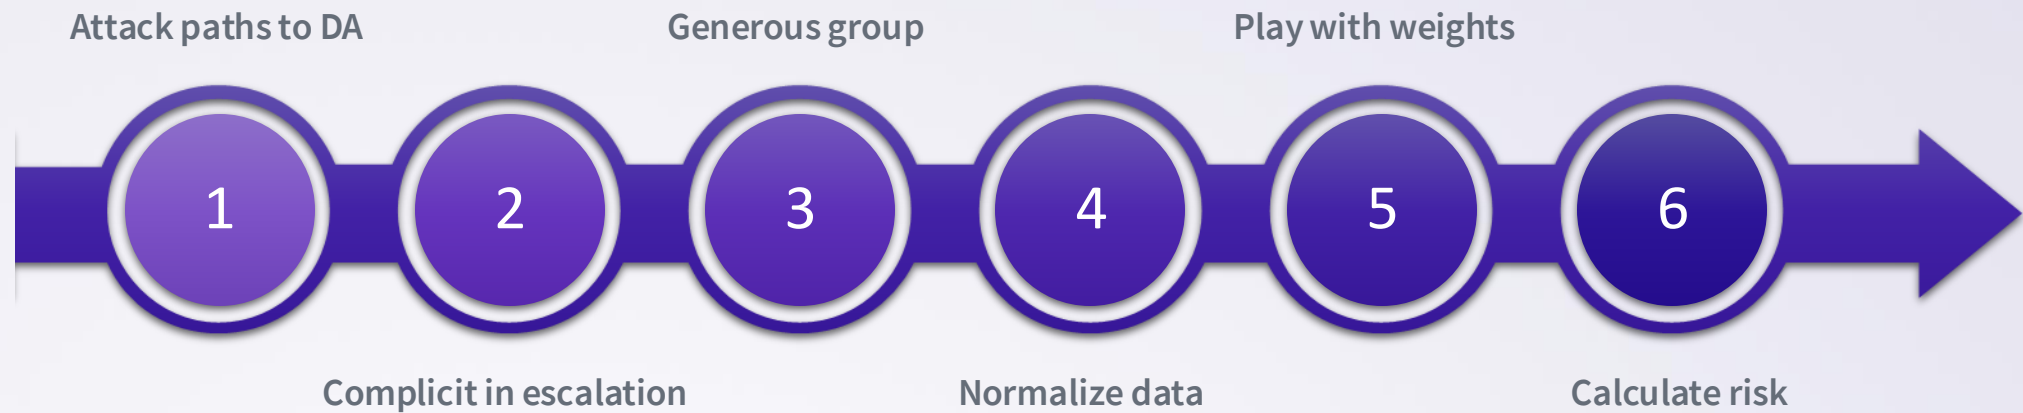 Attack paths to DA
Generous group
Play with weights
1
2
3
4
5
6
Complicit in escalation
Normalize data
Calculate risk